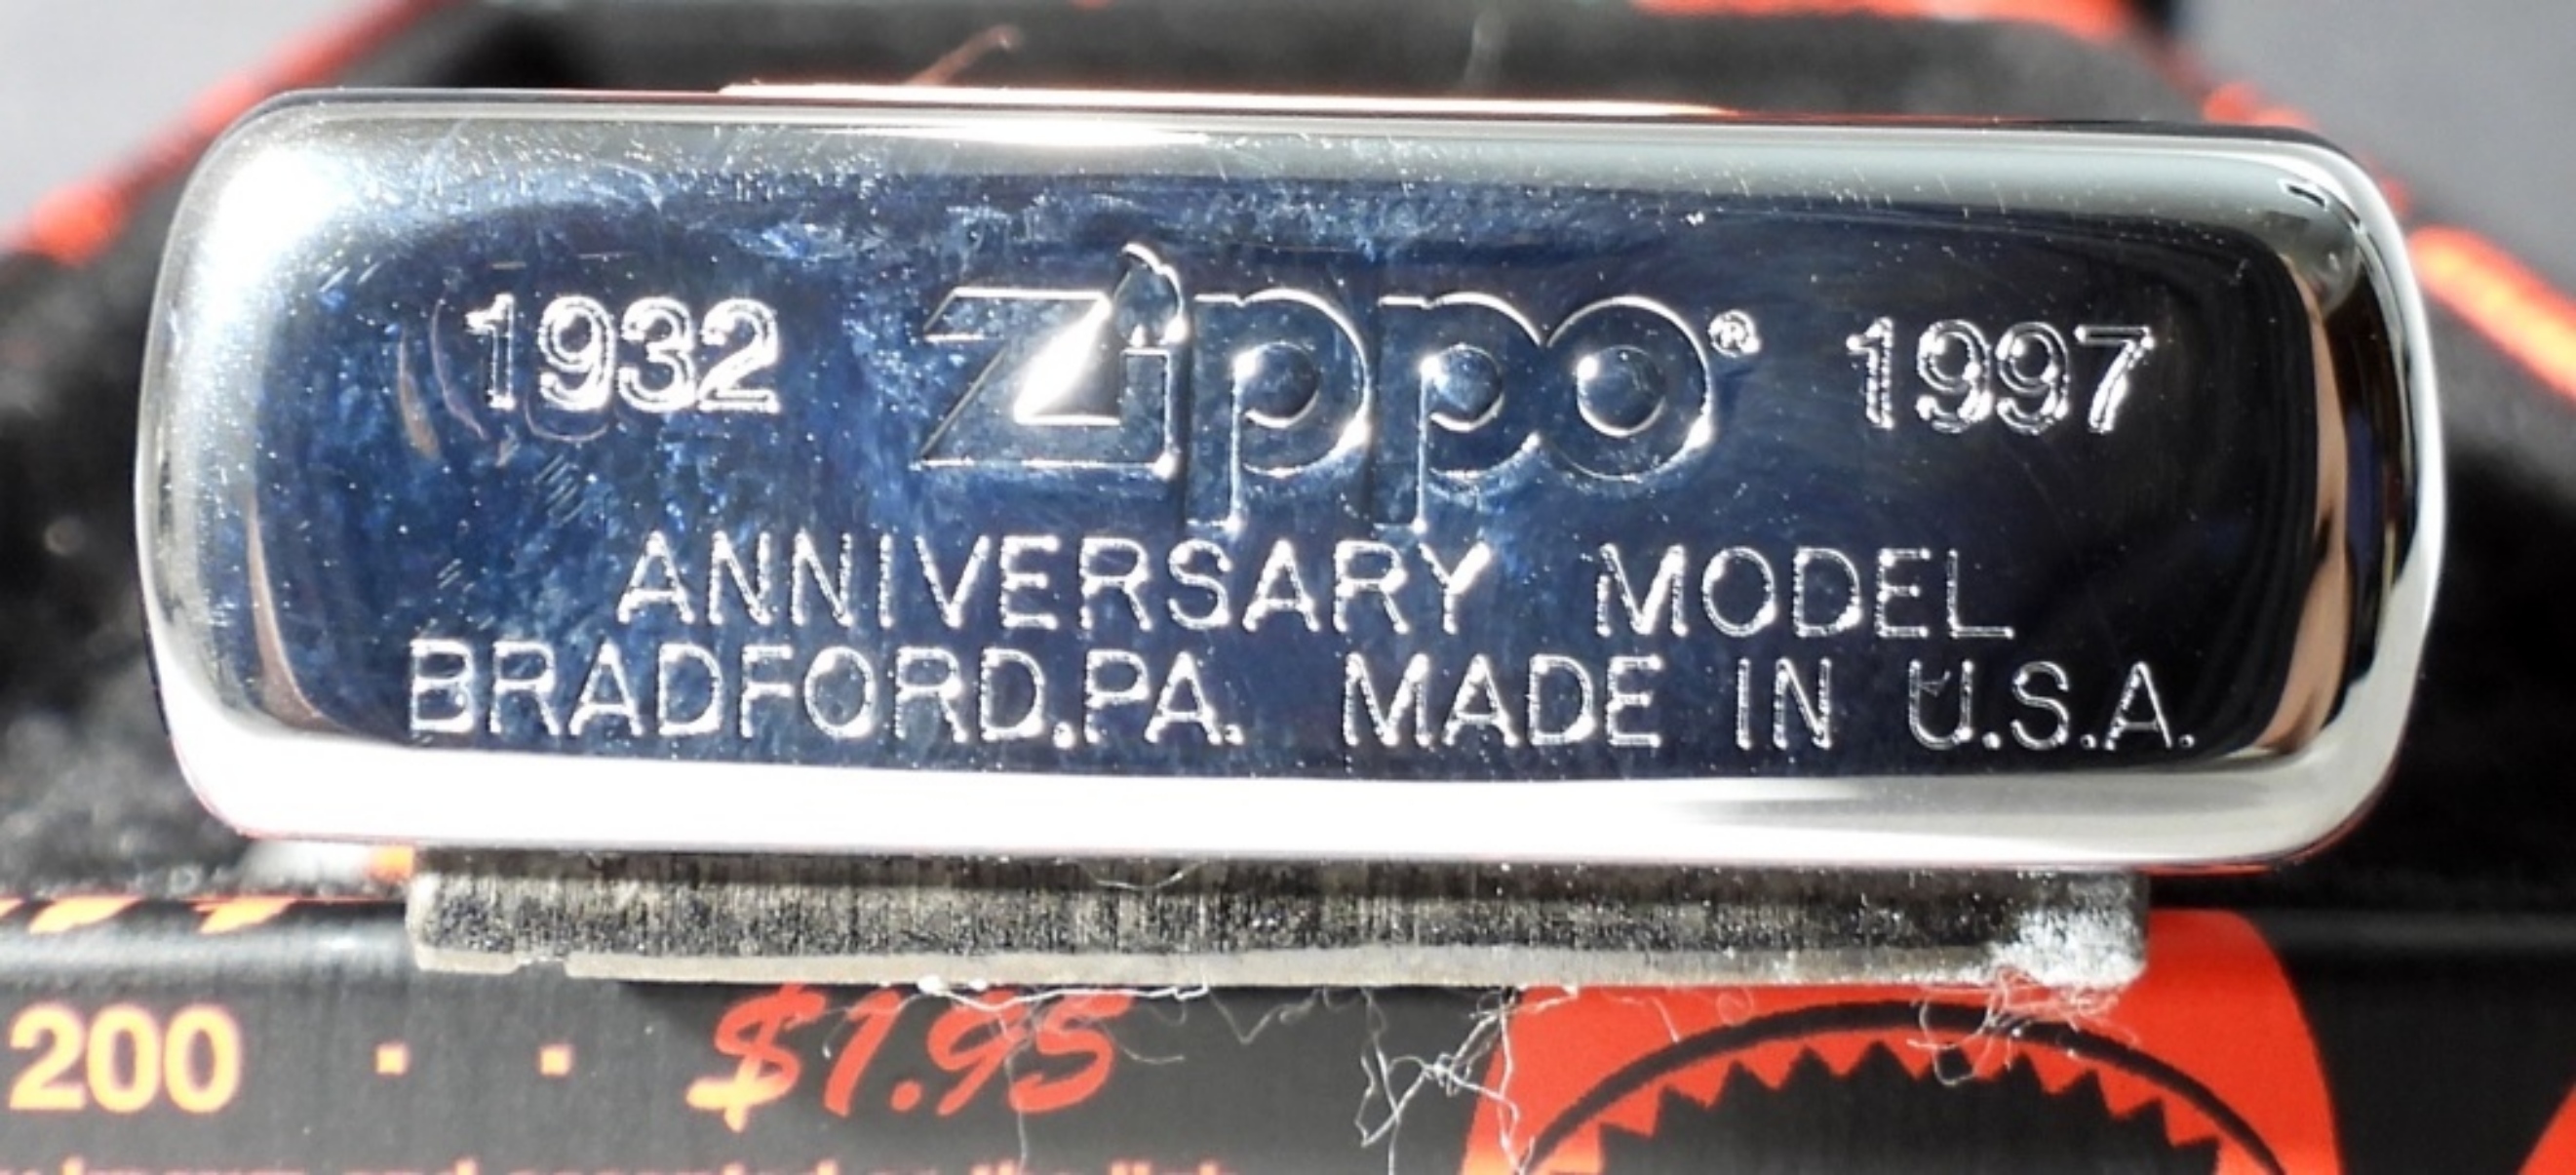 1932 Zippo® 1997
ANNIVERSARY MODEL
BRADFORD.PA. MADE IN U.S.A.
200 . . $1.95